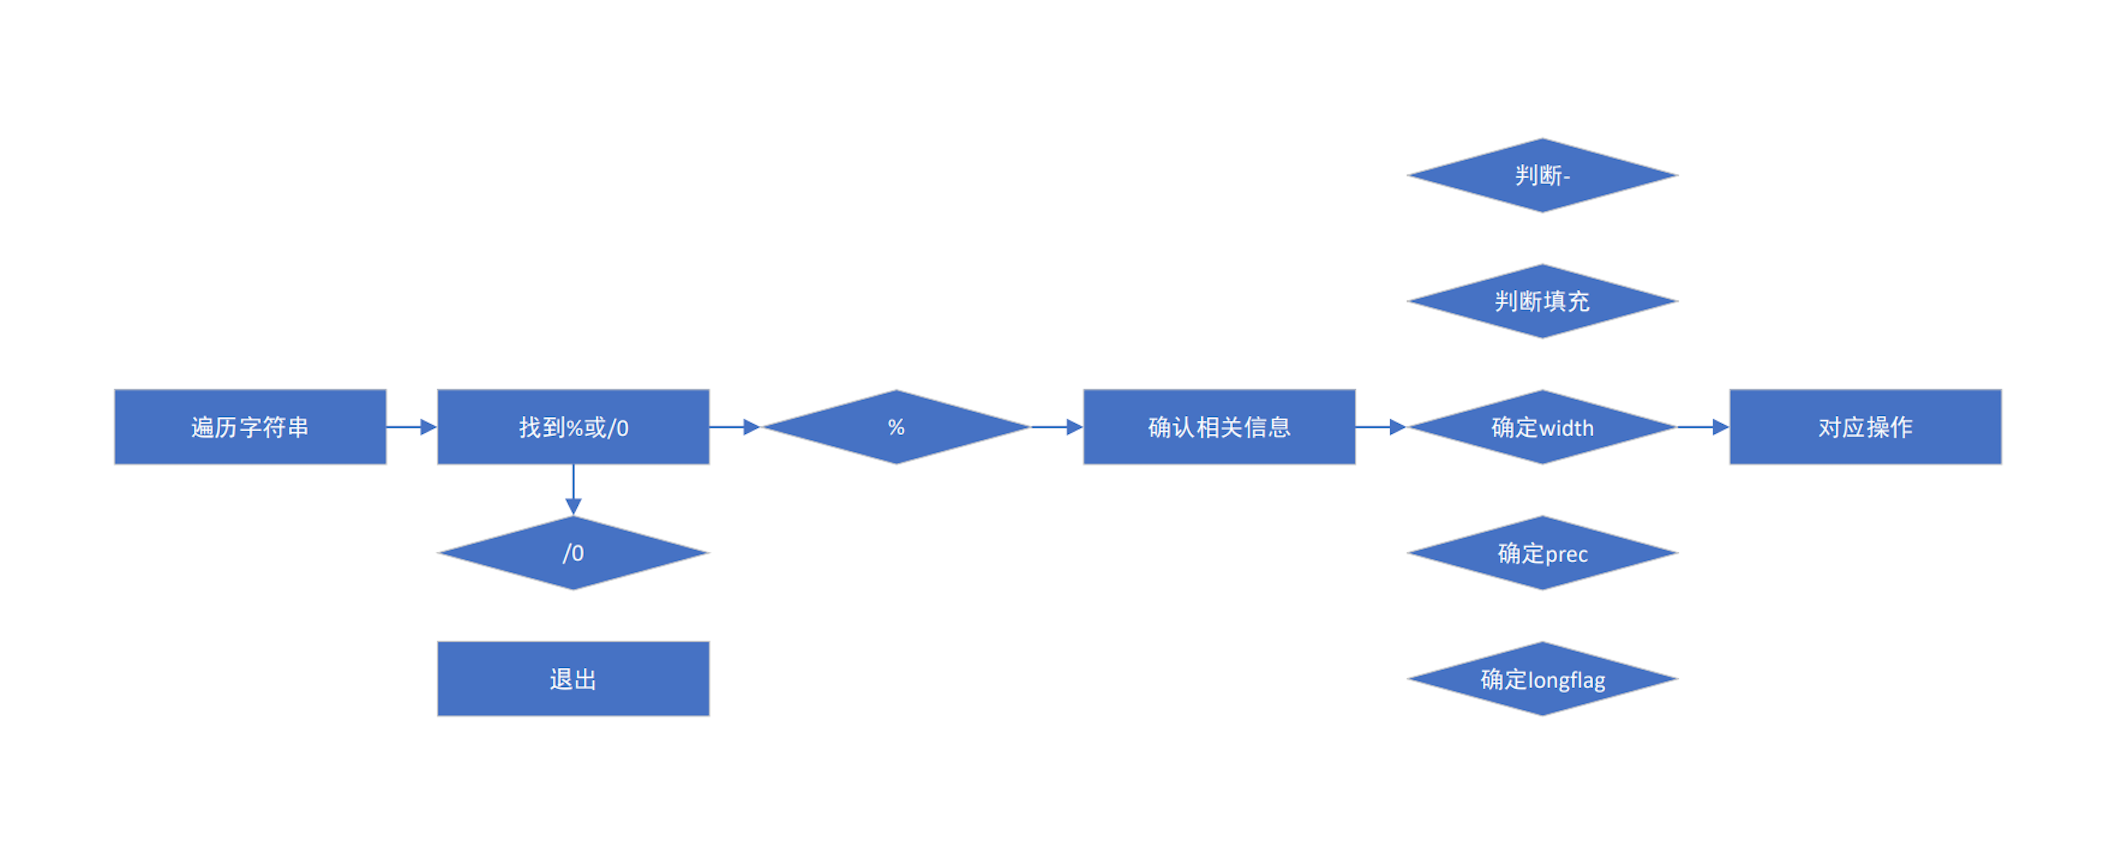 判断-
判断填充
遍历字符串
找到%或/0
%
确认相关信息
确定width
对应操作
/0
确定prec
退出
确定longflag